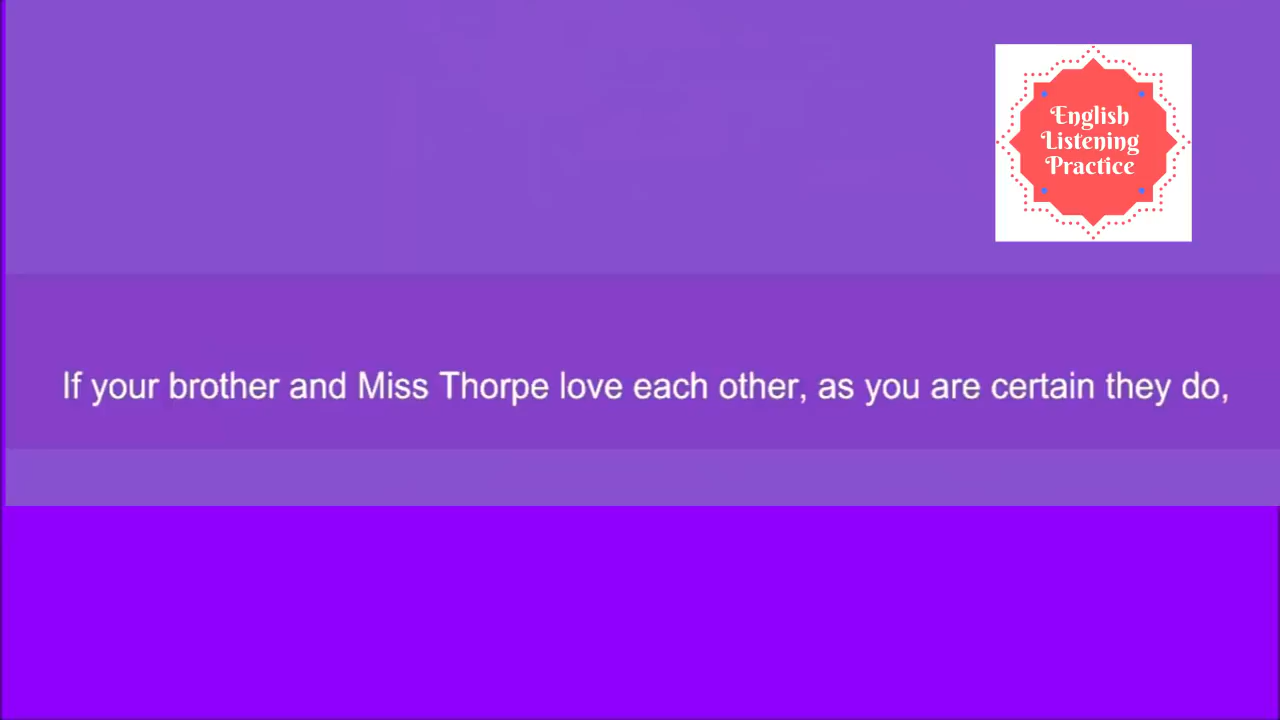 English
Listening
Practice
If your brother and Miss Thorpe love each other, as you are certain they do,